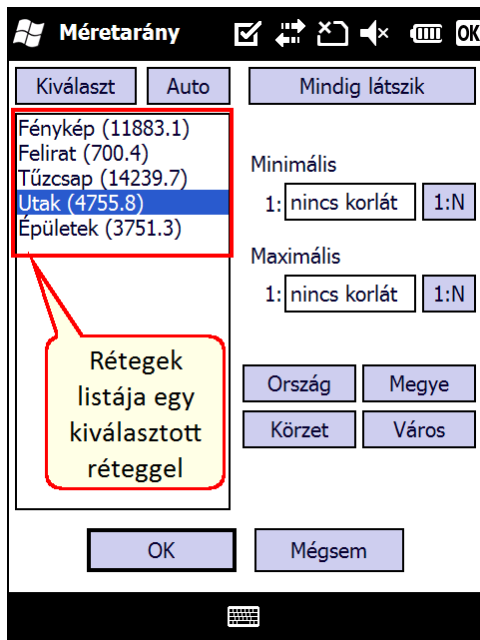 Méretarány
OK
Kiválaszt
Auto
Mindig látszik
Fénykép (11883.1)
Felirat (700.4)
Tűzcsap (14239.7)
Utak (4755.8)
Épületek (3751.3)
Minimális
1: nincs korlát 1:N
Maximális
1: nincs korlát 1:N
Rétegek
listája egy
kiválasztott
réteggel
Ország
Megye
Körzet
Város
OK
Mégsem